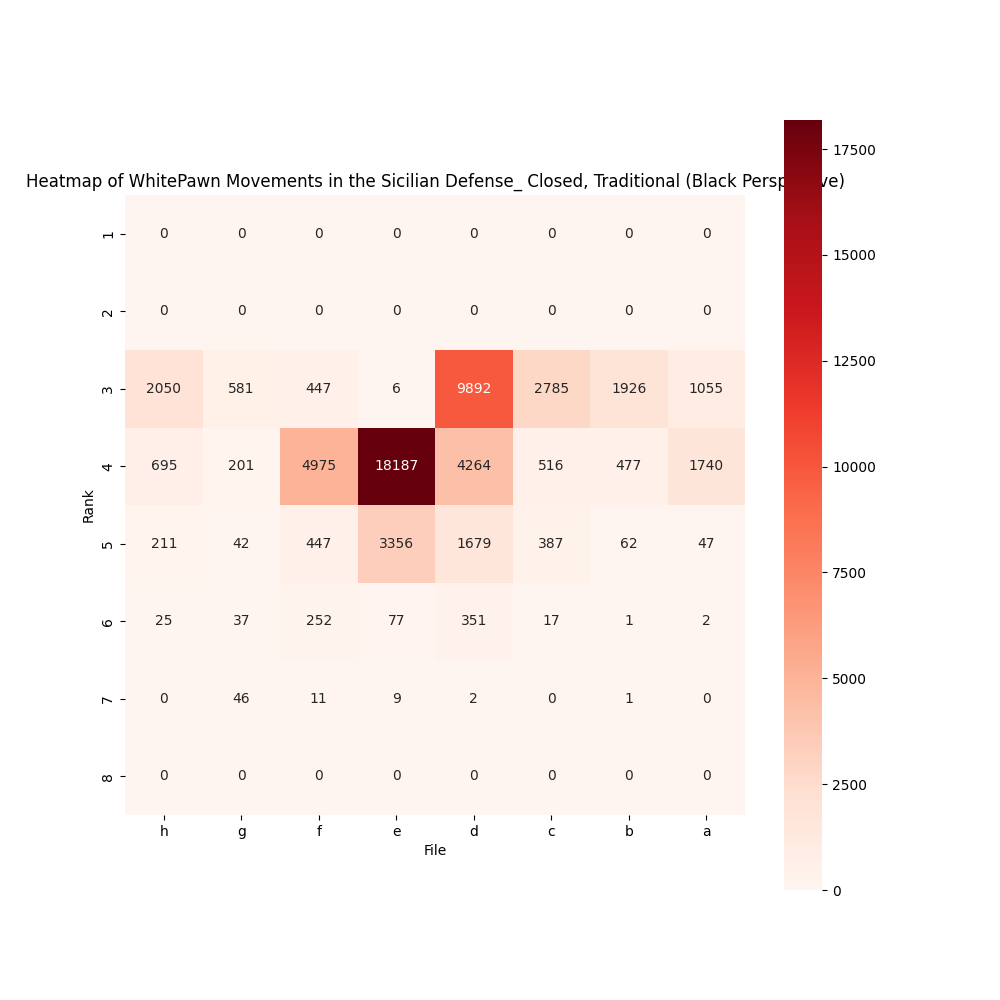 Heatmap of WhitePawn Movements in the Sicilian Defense_ Closed, Traditional (Black Persp ve)
17500
15000
12500
10000
7500
5000
2500
0
Rank
1 0 0 0 0 0 0 0 0
2 0 0 0 0 0 0 0 0
3 2050 581 447 6 9892 2785 1926 1055
4 695 201 4975 18187 4264 516 477 1740
5 211 42 447 3356 1679 387 62 47
6 25 37 252 77 351 17 1 2
7 0 46 11 9 2 0 1 0
8 0 0 0 0 0 0 0 0
h g f e d c b a
File